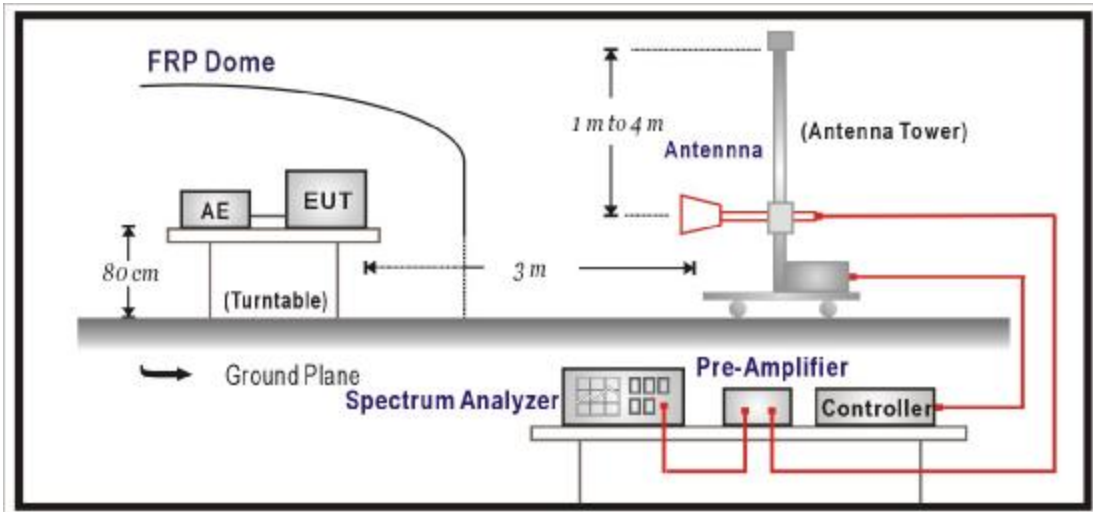 FRP Dome
1 m to 4 m
(Antenna Tower)
Antennna
AE
EUT
80 cm
3 m
(Turntable)
Ground Plane
Pre-Amplifier
Spectrum Analyzer
Controller